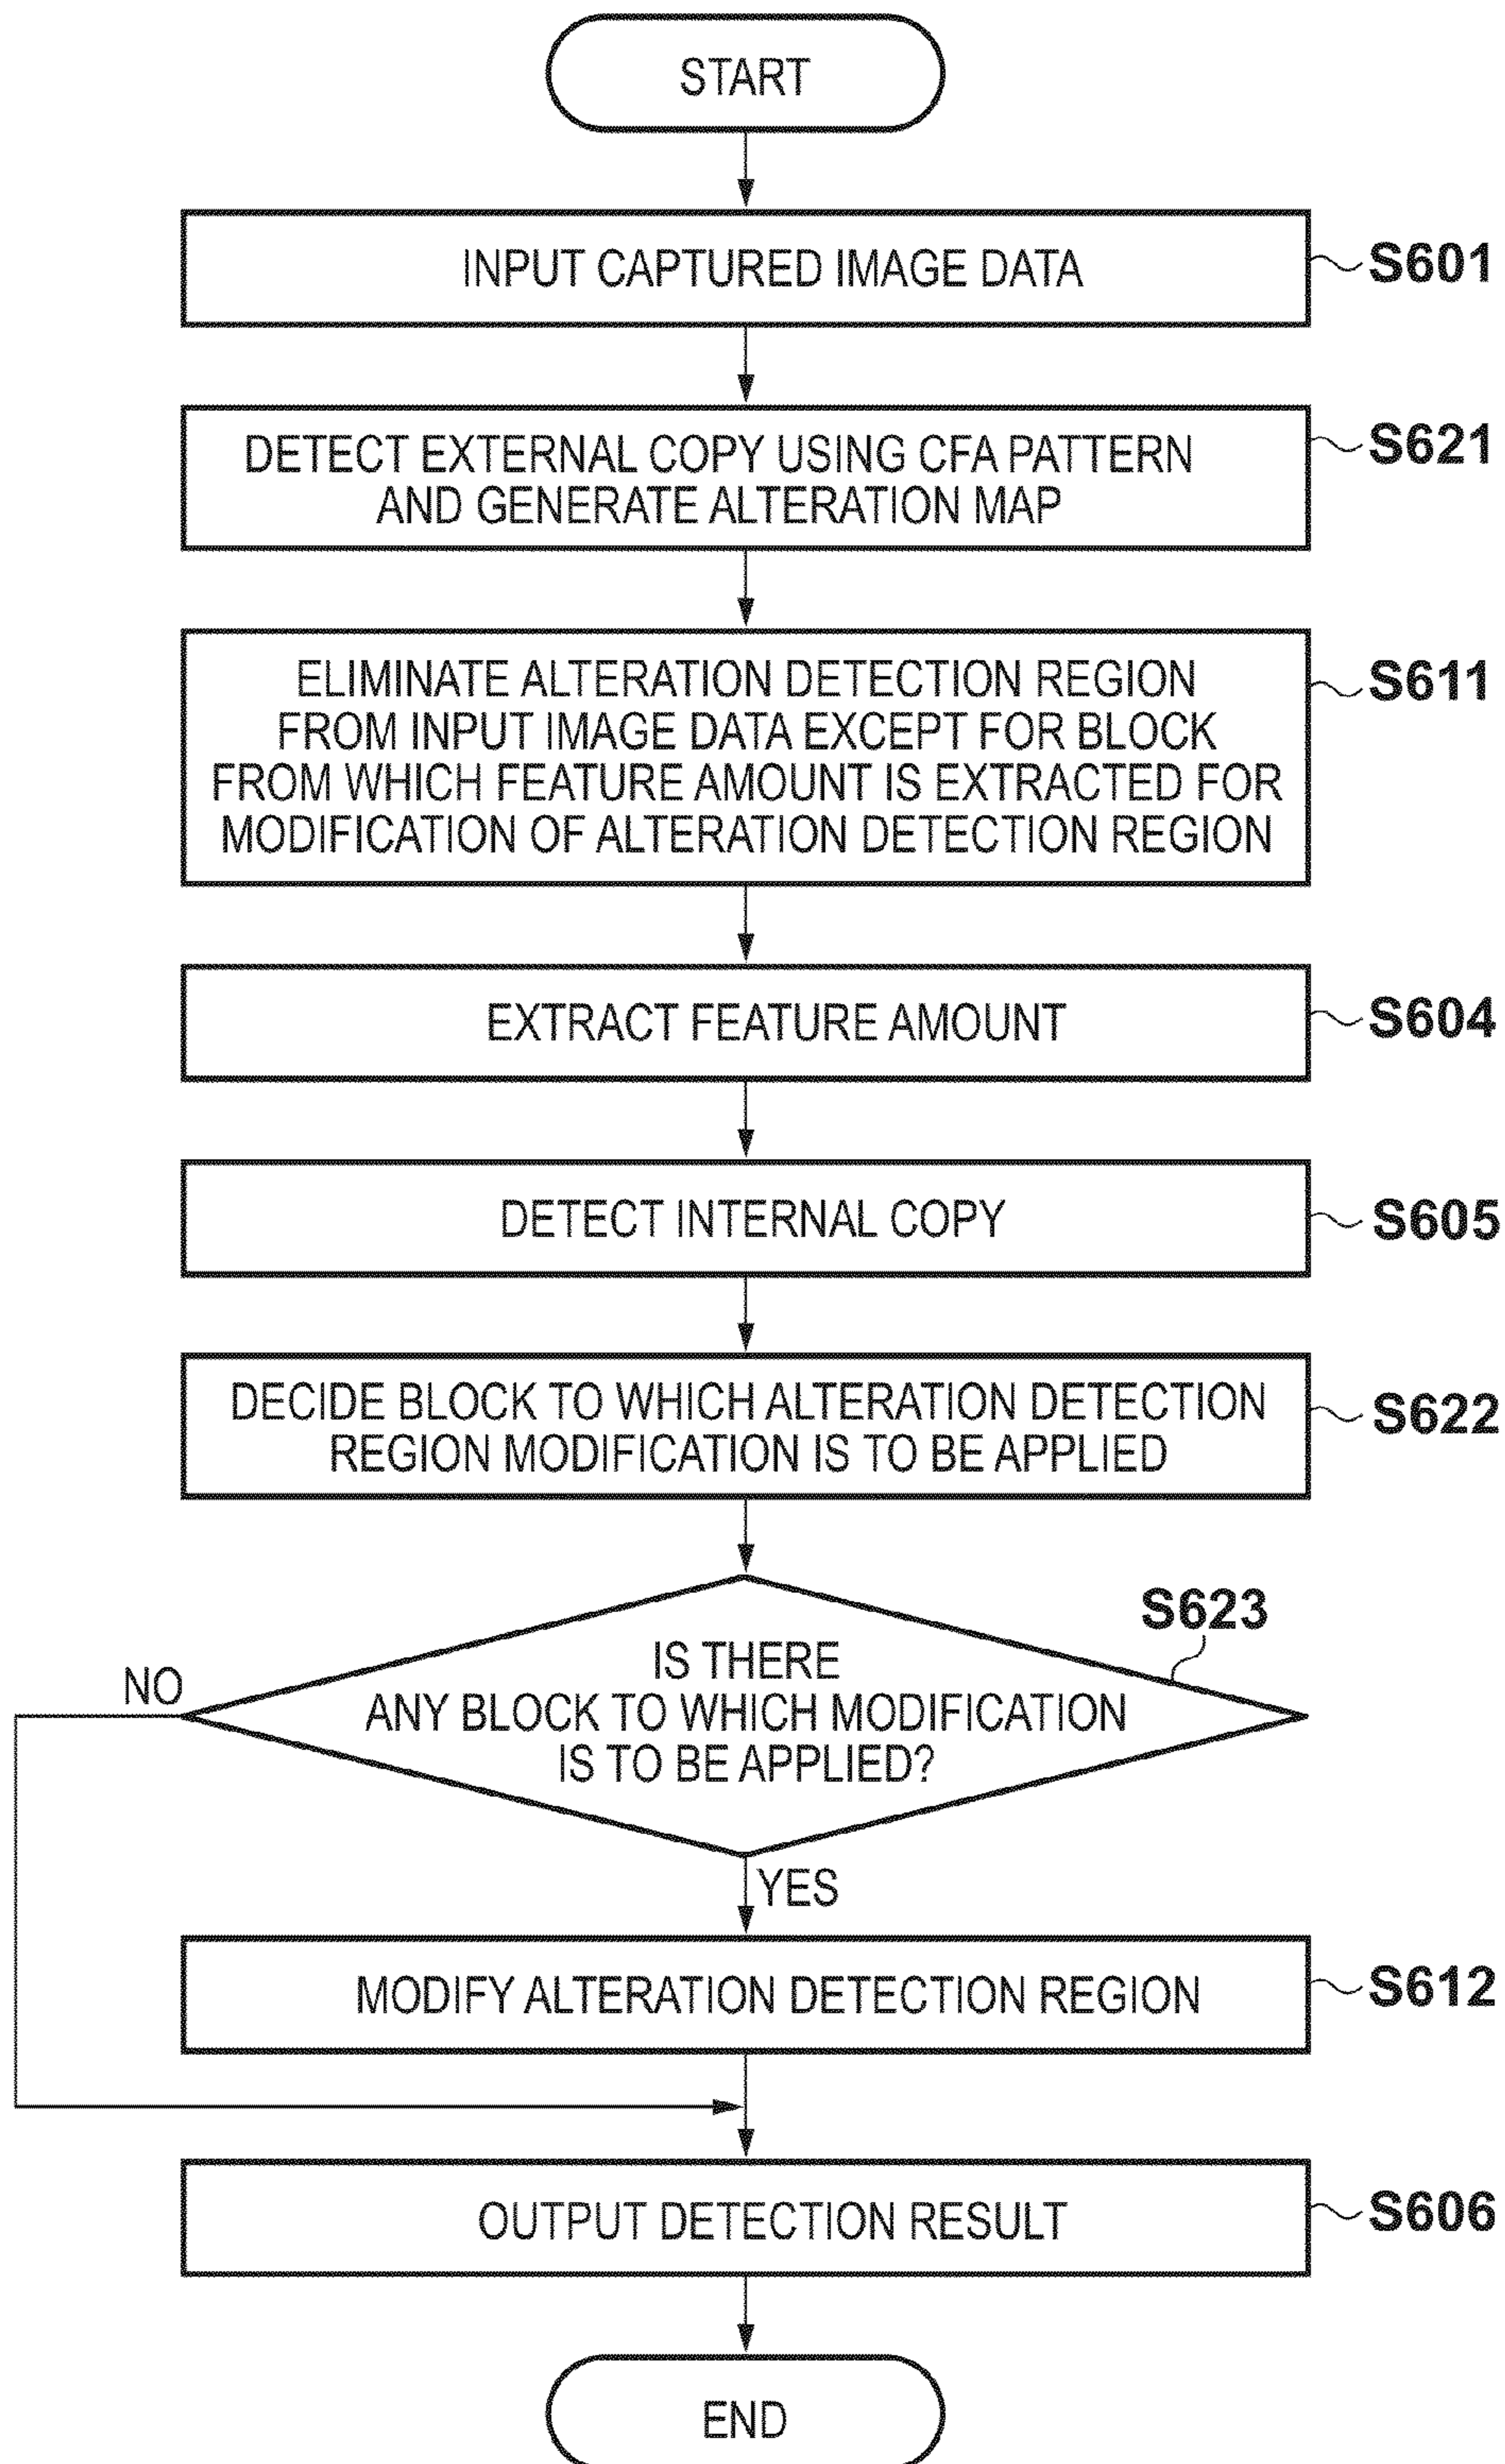 START
INPUT CAPTURED IMAGE DATA
S601
DETECT EXTERNAL COPY USING CFA PATTERN
AND GENERATE ALTERATION MAP
S621
ELIMINATE ALTERATION DETECTION REGION
FROM INPUT IMAGE DATA EXCEPT FOR BLOCK
FROM WHICH FEATURE AMOUNT IS EXTRACTED FOR
MODIFICATION OF ALTERATION DETECTION REGION
S611
EXTRACT FEATURE AMOUNT
S604
DETECT INTERNAL COPY
S605
DECIDE BLOCK TO WHICH ALTERATION DETECTION
REGION MODIFICATION IS TO BE APPLIED
S622
S623
IS THERE
ANY BLOCK TO WHICH MODIFICATION
IS TO BE APPLIED?
NO
YES
MODIFY ALTERATION DETECTION REGION
S612
OUTPUT DETECTION RESULT
S606
END